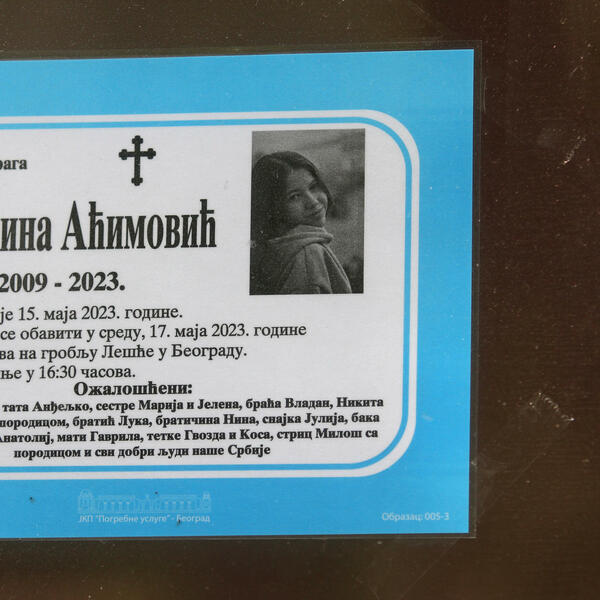 рага
ина Аћимовић
2009 - 2023.
је 15. маја 2023. године.
се обавити у среду, 17. маја 2023. године
ва на гробљу Лешће у Београду.
ње у 16:30 часова.
Ожалошћени:
тата Анђељко, сестре Марија и Јелена, браћа Владан, Никита
породицом, братић Лука, братичина Нина, снајка Јулија, бака
Анатолиј, мати Гаврила, тетке Гвозда и Коса, стриц Милош са
породицом и сви добри људи наше Србије
ЈКП "Погребне услуге" - Београд
Образац: 005-3